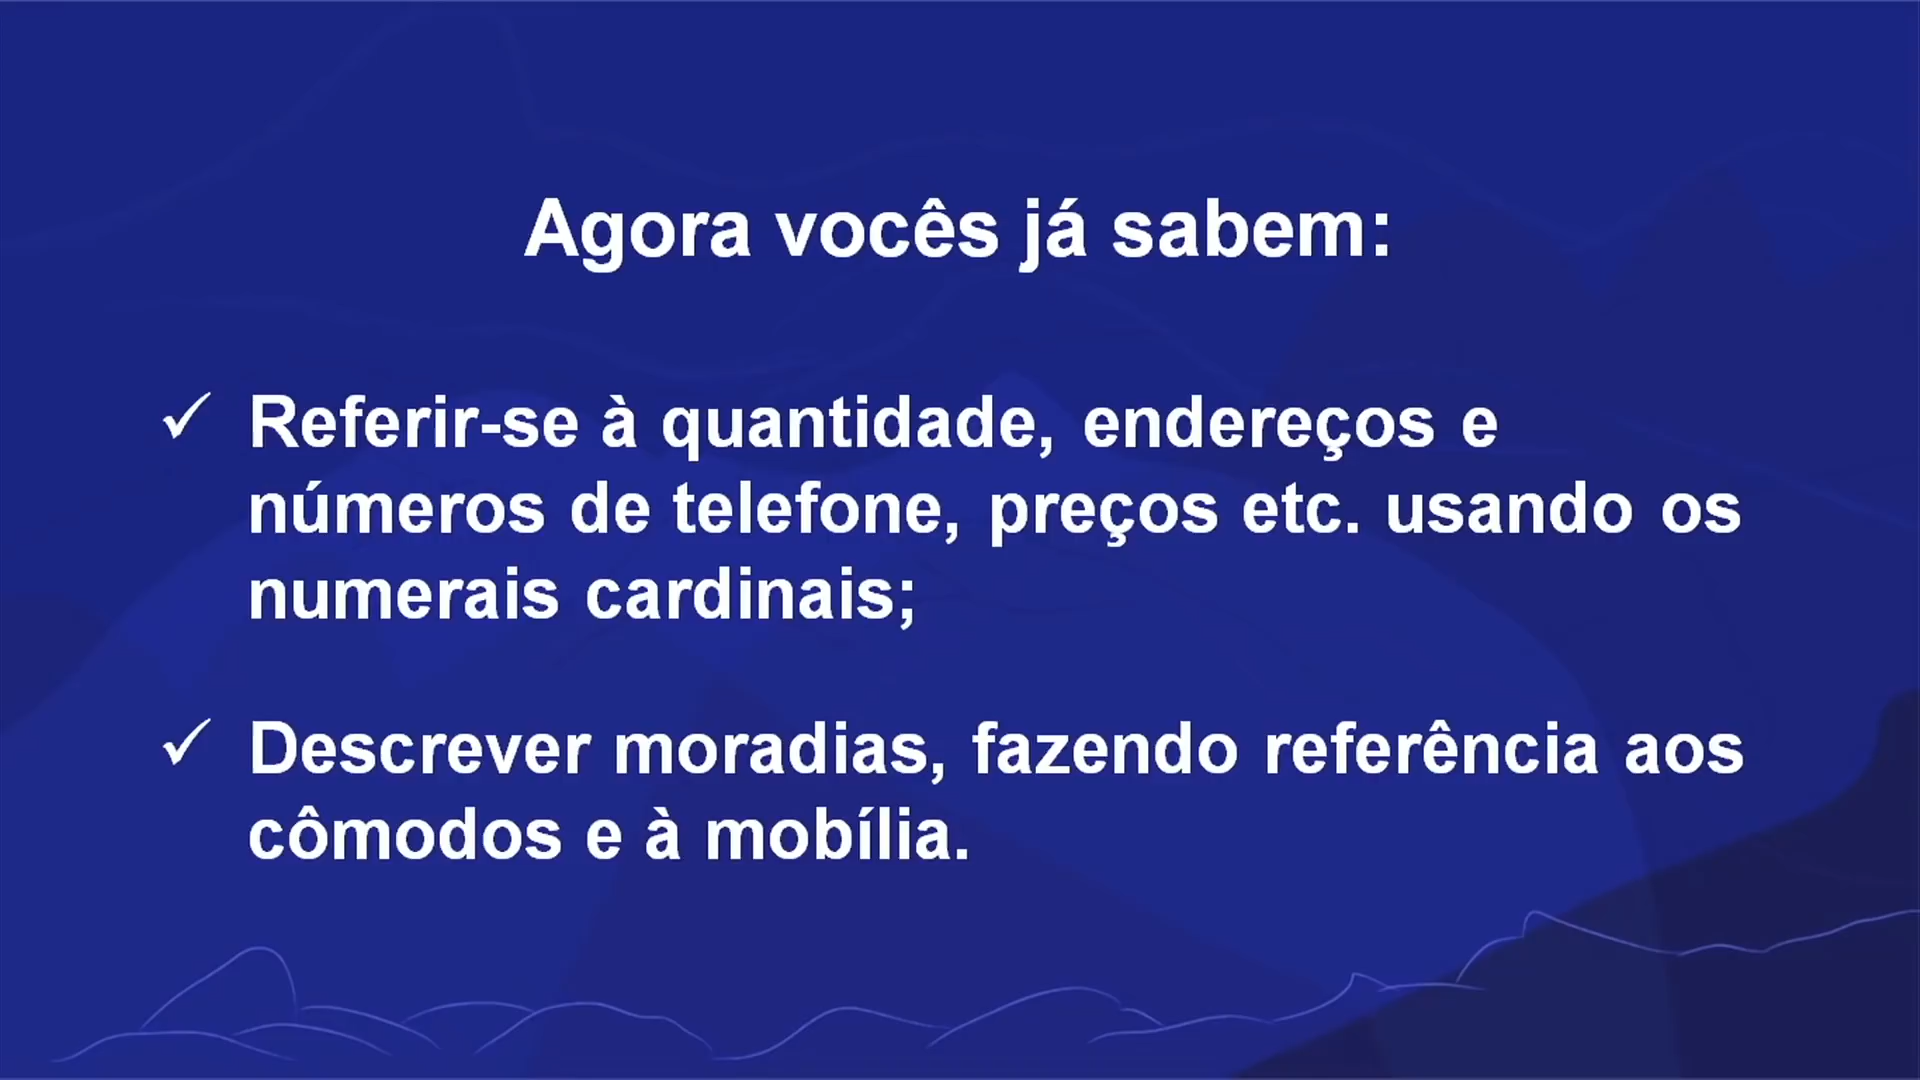 Agora vocês já sabem:
✓ Referir-se à quantidade, endereços e
números de telefone, preços etc. usando os
numerais cardinais;
✓ Descrever moradias, fazendo referência aos
cômodos e à mobília.